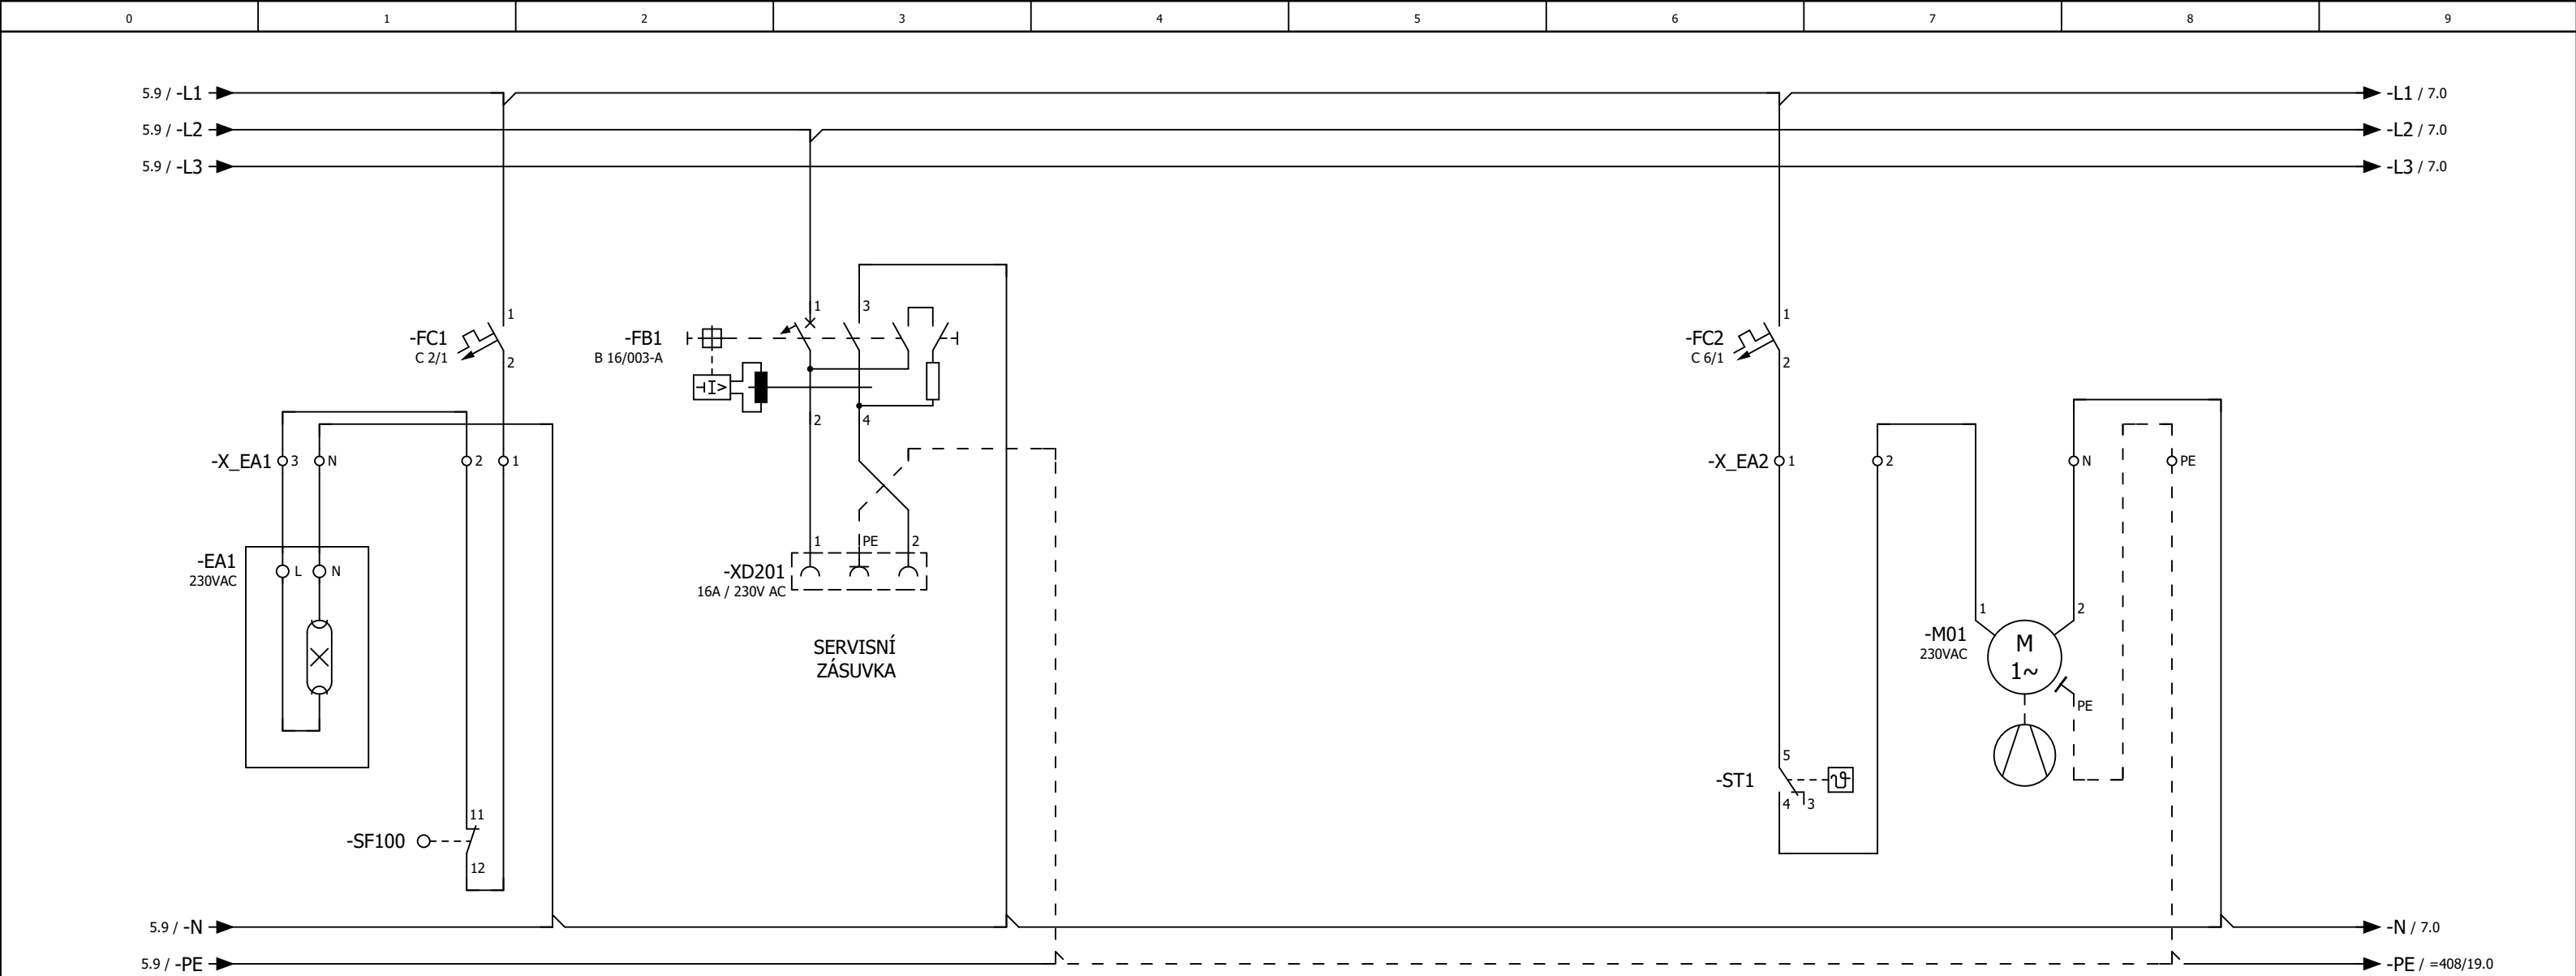 0 1 2 3 4 5 6 7 8 9
5.9 / -L1 -L1 / 7.0
5.9 / -L2 -L2 / 7.0
5.9 / -L3 -L3 / 7.0
1 3
1 1
-FC1 -FB1 -FC2
C 2/1 B 16/003-A C 6/1
2 2
I>
2 4
-X_EA1 3 N 2 1 -X_EA2 1 2 N PE
1 PE 2
-EA1 L N
230VAC
-XD201
16A / 230V AC
1 2
SERVISNÍ
ZÁSUVKA
-M01 M
230VAC 1~
PE
5
-ST1 ϑ
4 3
11
-SF100
12
5.9 / -N -N / 7.0
5.9 / -PE -PE / =408/19.0